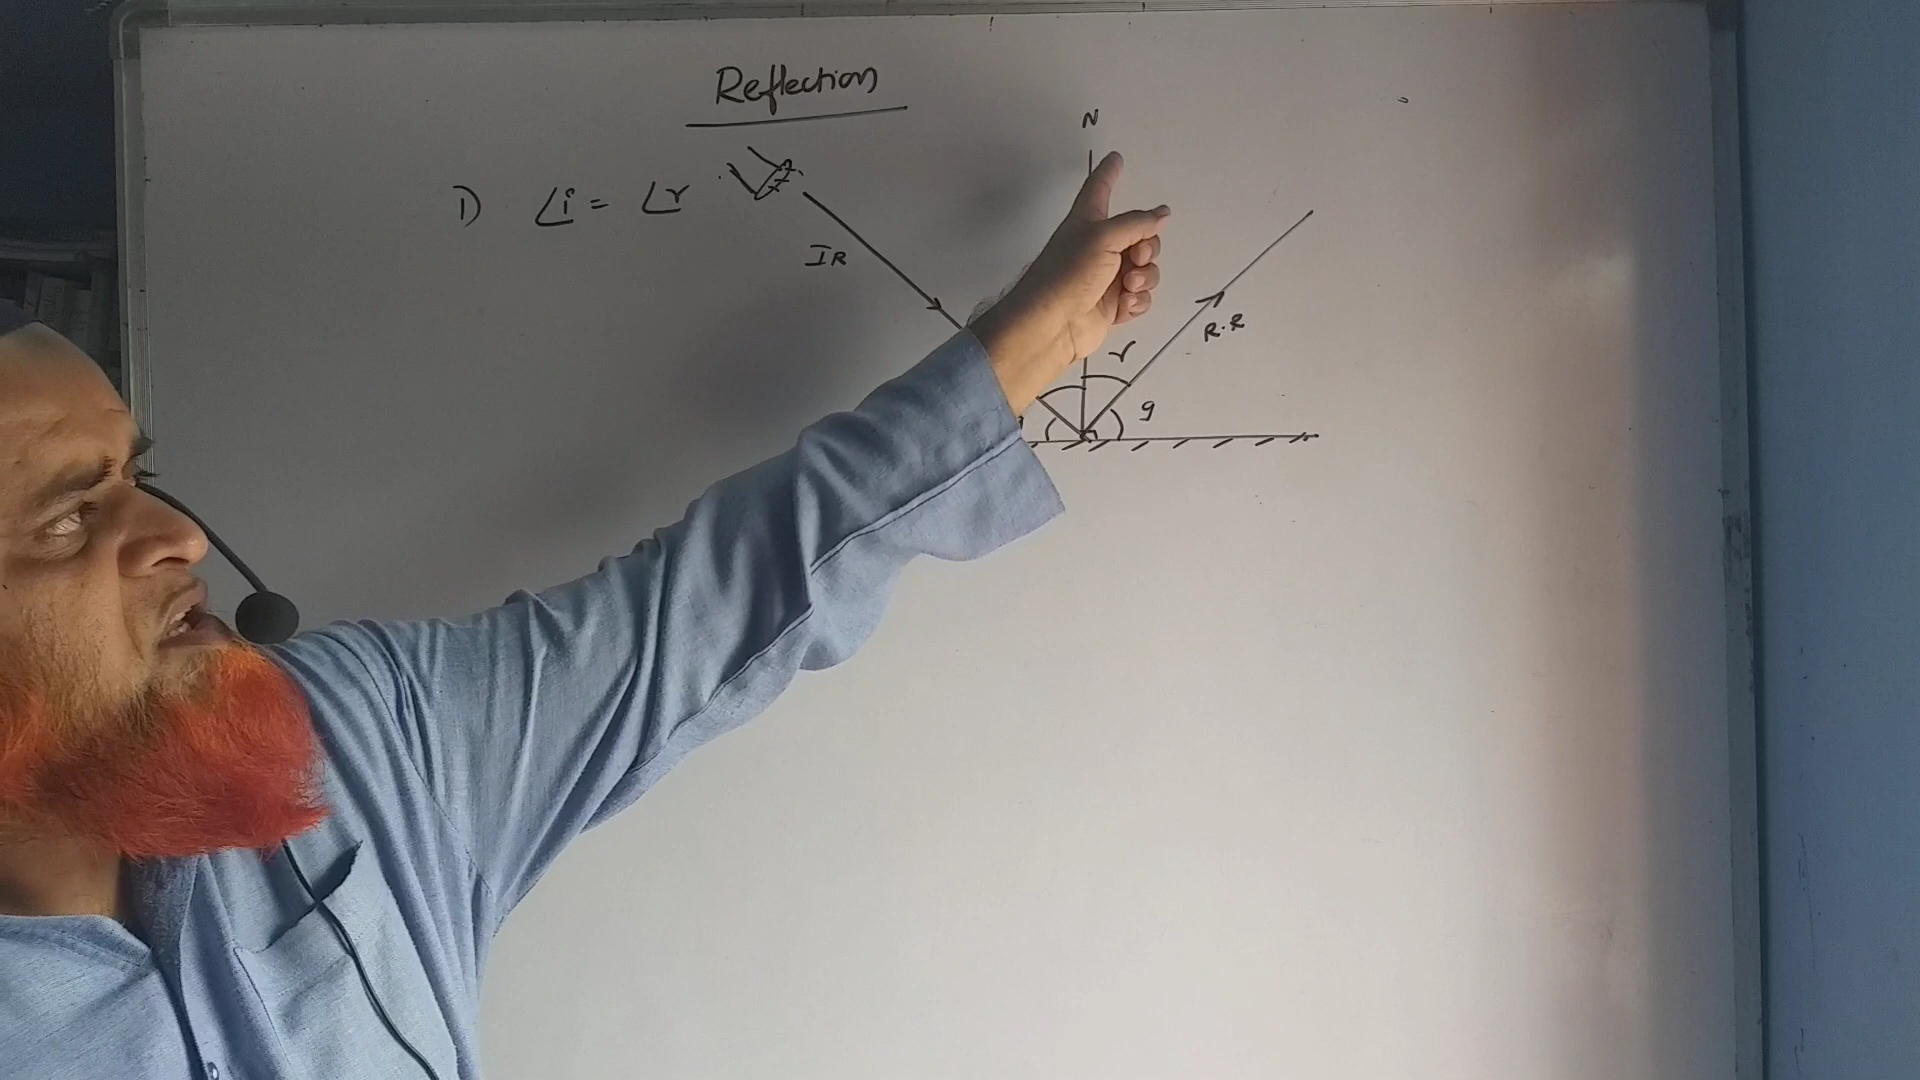 Reflection
N
1) ∠i = ∠r
IR
R.R
r
g